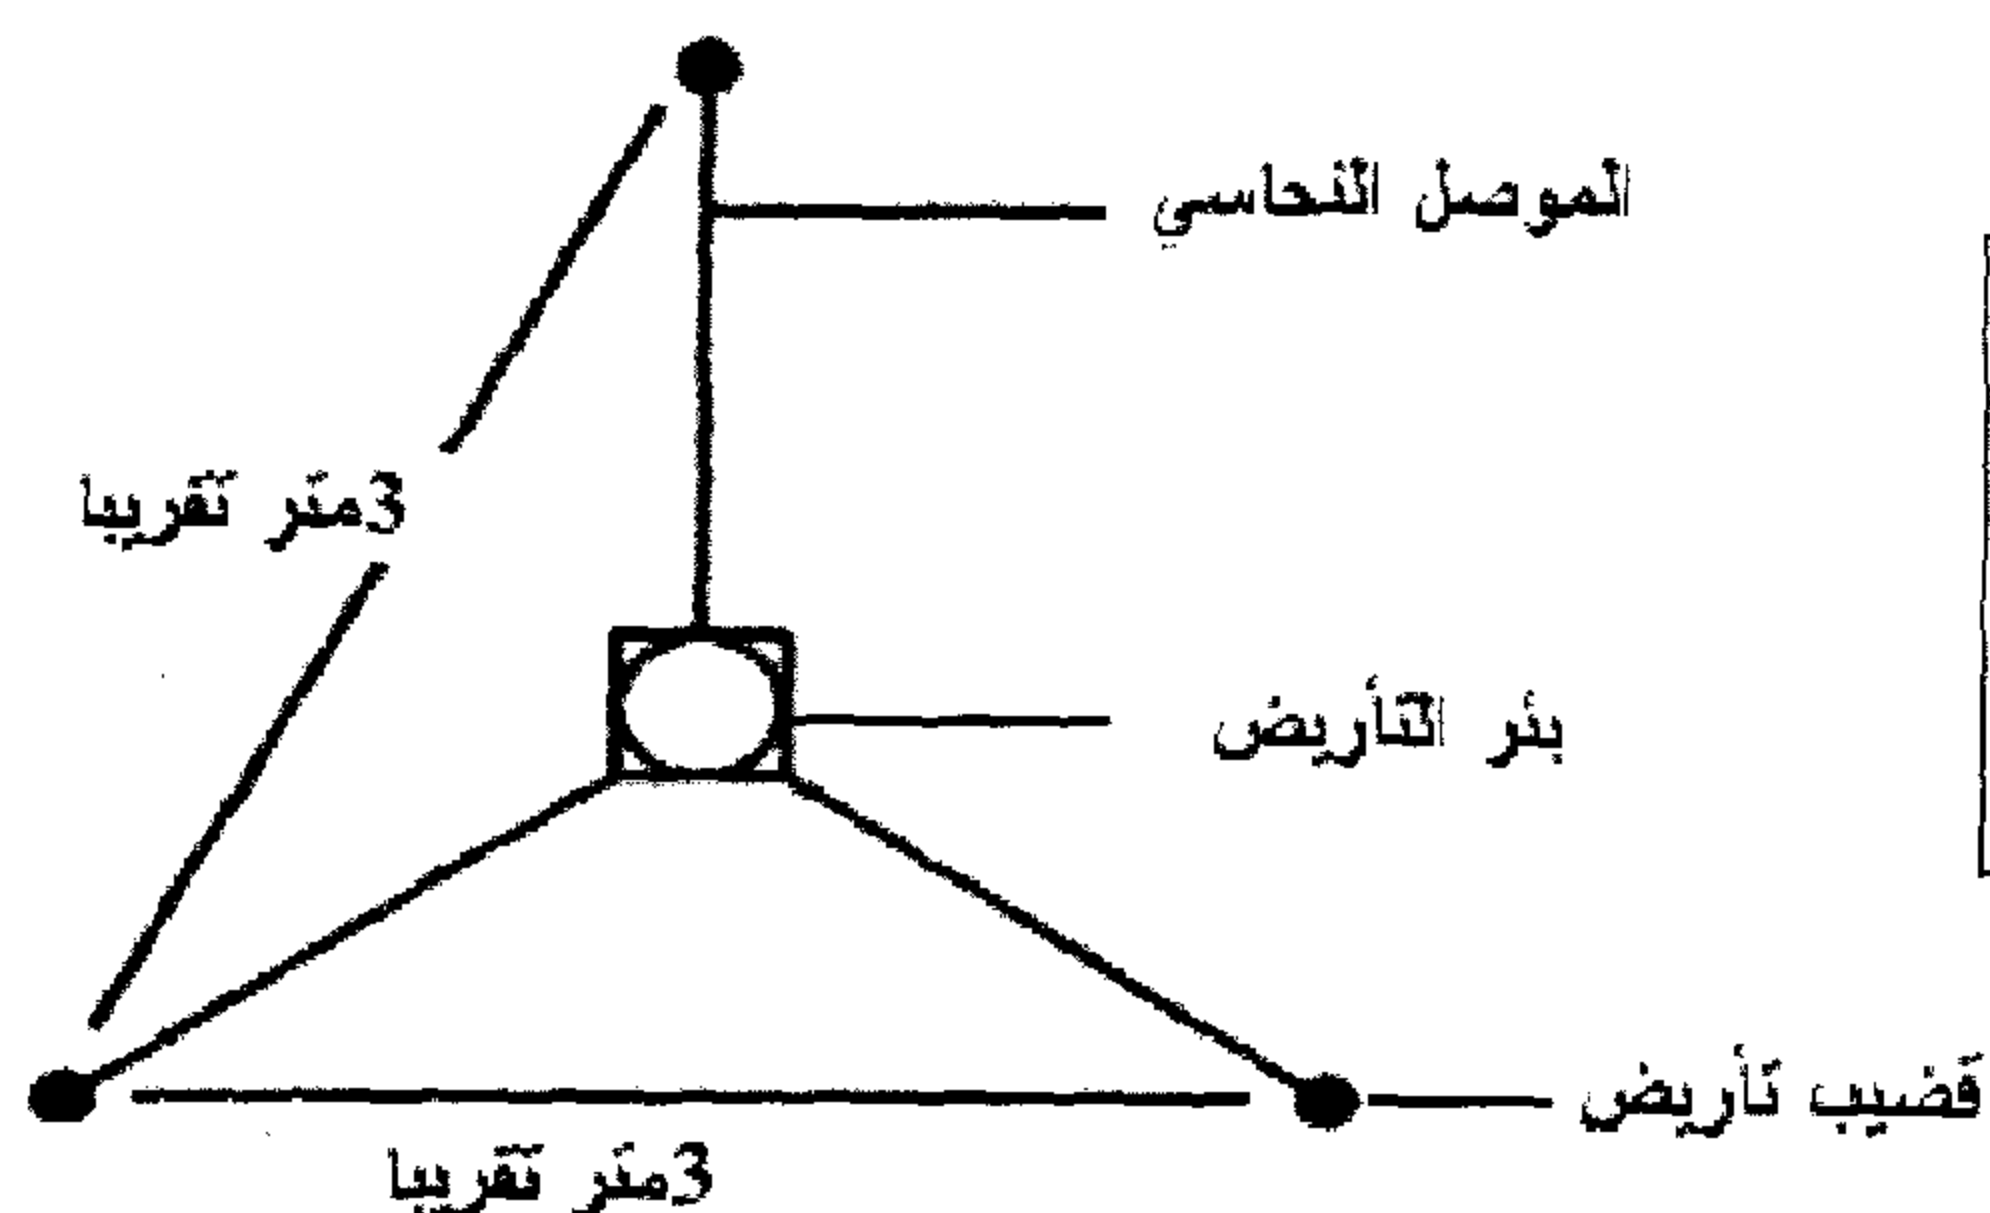 الموصل النحاسي
3متر تقريبا
بئر التأريض
قضيب تأريض
3متر تقريبا